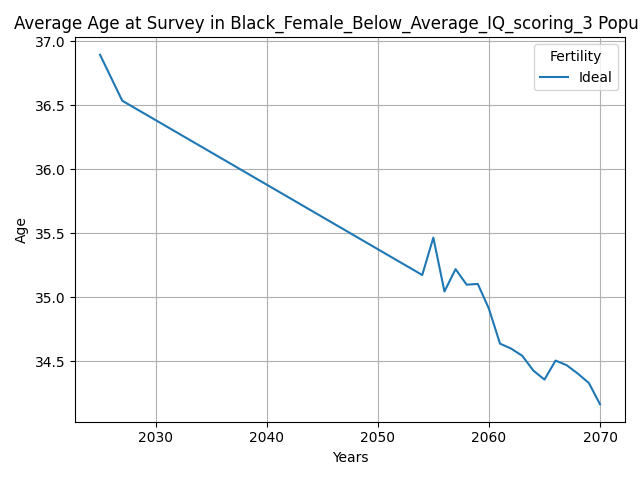 Average Age at Survey in Black_Female_Below_Average_IQ_scoring_3 Popu
37.0
36.5
36.0
35.5
35.0
34.5
Age
Fertility
Ideal
2030 2040 2050 2060 2070
Years